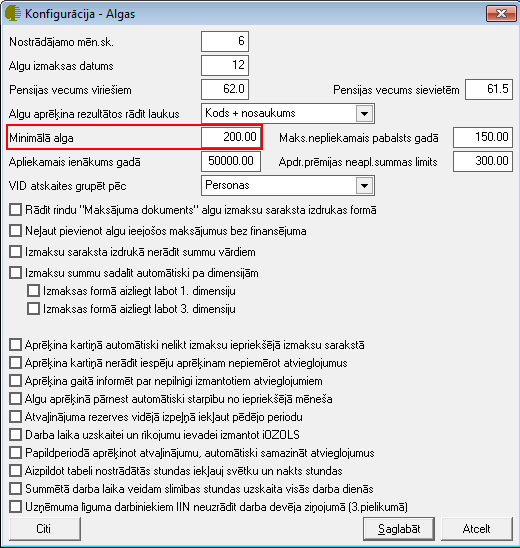 Konfigurācija - Algas
Nostrādājamo mēn.sk. 6
Algu izmaksas datums 12
Pensijas vecums vīriešiem 62.0 Pensijas vecums sievietēm 61.5
Algu aprēķina rezultātos rādīt laukus Kods + nosaukums
Minimālā alga 200.00 Maks.nepliekamais pabalsts gadā 150.00
Apliekamais ienākums gadā 50000.00 Apdr.prēmijas neapl.summas limits 300.00
VID atskaites grupēt pēc Personas
Rādīt rindu "Maksājuma dokuments" algu izmaksu saraksta izdrukas formā
Neļaut pievienot algu ieejošos maksājumus bez finansējuma
Izmaksu saraksta izdrukā nerādīt summu vārdiem
Izmaksu summu sadalīt automātiski pa dimensijām
Izmaksas formā aizliegt labot 1. dimensiju
Izmaksas formā aizliegt labot 3. dimensiju
Aprēķina kartiņā automātiski nelikt izmaksu iepriekšējā izmaksu sarakstā
Aprēķina kartiņā nerādīt iespēju aprēķinam nepiemērot atvieglojumus
Aprēķina gaitā informēt par nepilnīgi izmantotiem atvieglojumiem
Algu aprēķinā pārnest automātiski starpību no iepriekšējā mēneša
Atvaļinājuma rezerves vidējā izpeļņā iekļaut pēdējo periodu
Darba laika uzskaitei un rīkojumu ievadei izmantot iOZOLS
Papildperiodā aprēķinot atvaļinājumu, automātiski samazināt atvieglojumus
Aizpildot tabeli nostrādātās stundas iekļauj svētku un nakts stundas
Summētā darba laika veidam slimības stundas uzskaita visās darba dienās
Uzņēmuma līguma darbiniekiem IIN neuzrādīt darba devēja ziņojumā (3.pielikumā)
Citi Saglabāt Atcelt